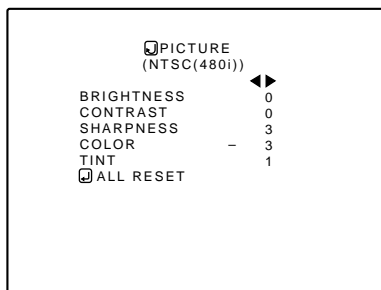 PICTURE
(NTSC(480i))
◀ ▶
BRIGHTNESS 0
CONTRAST 0
SHARPNESS 3
COLOR – 3
TINT 1
ALL RESET